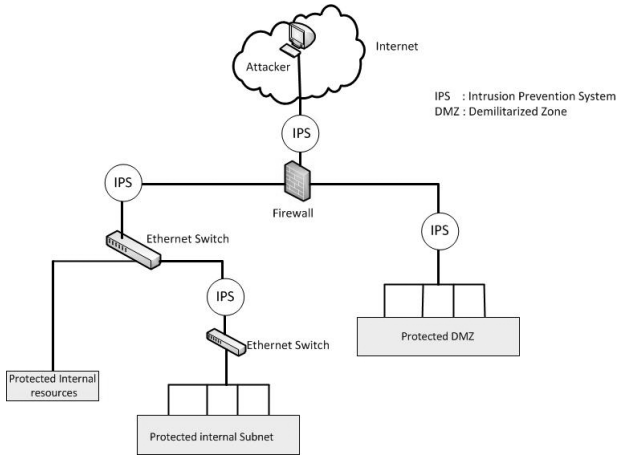 Internet
Attacker
IPS : Intrusion Prevention System
DMZ : Demilitarized Zone
IPS
IPS
Firewall
Ethernet Switch
IPS
IPS
Ethernet Switch
Protected DMZ
Protected Internal
resources
Protected internal Subnet